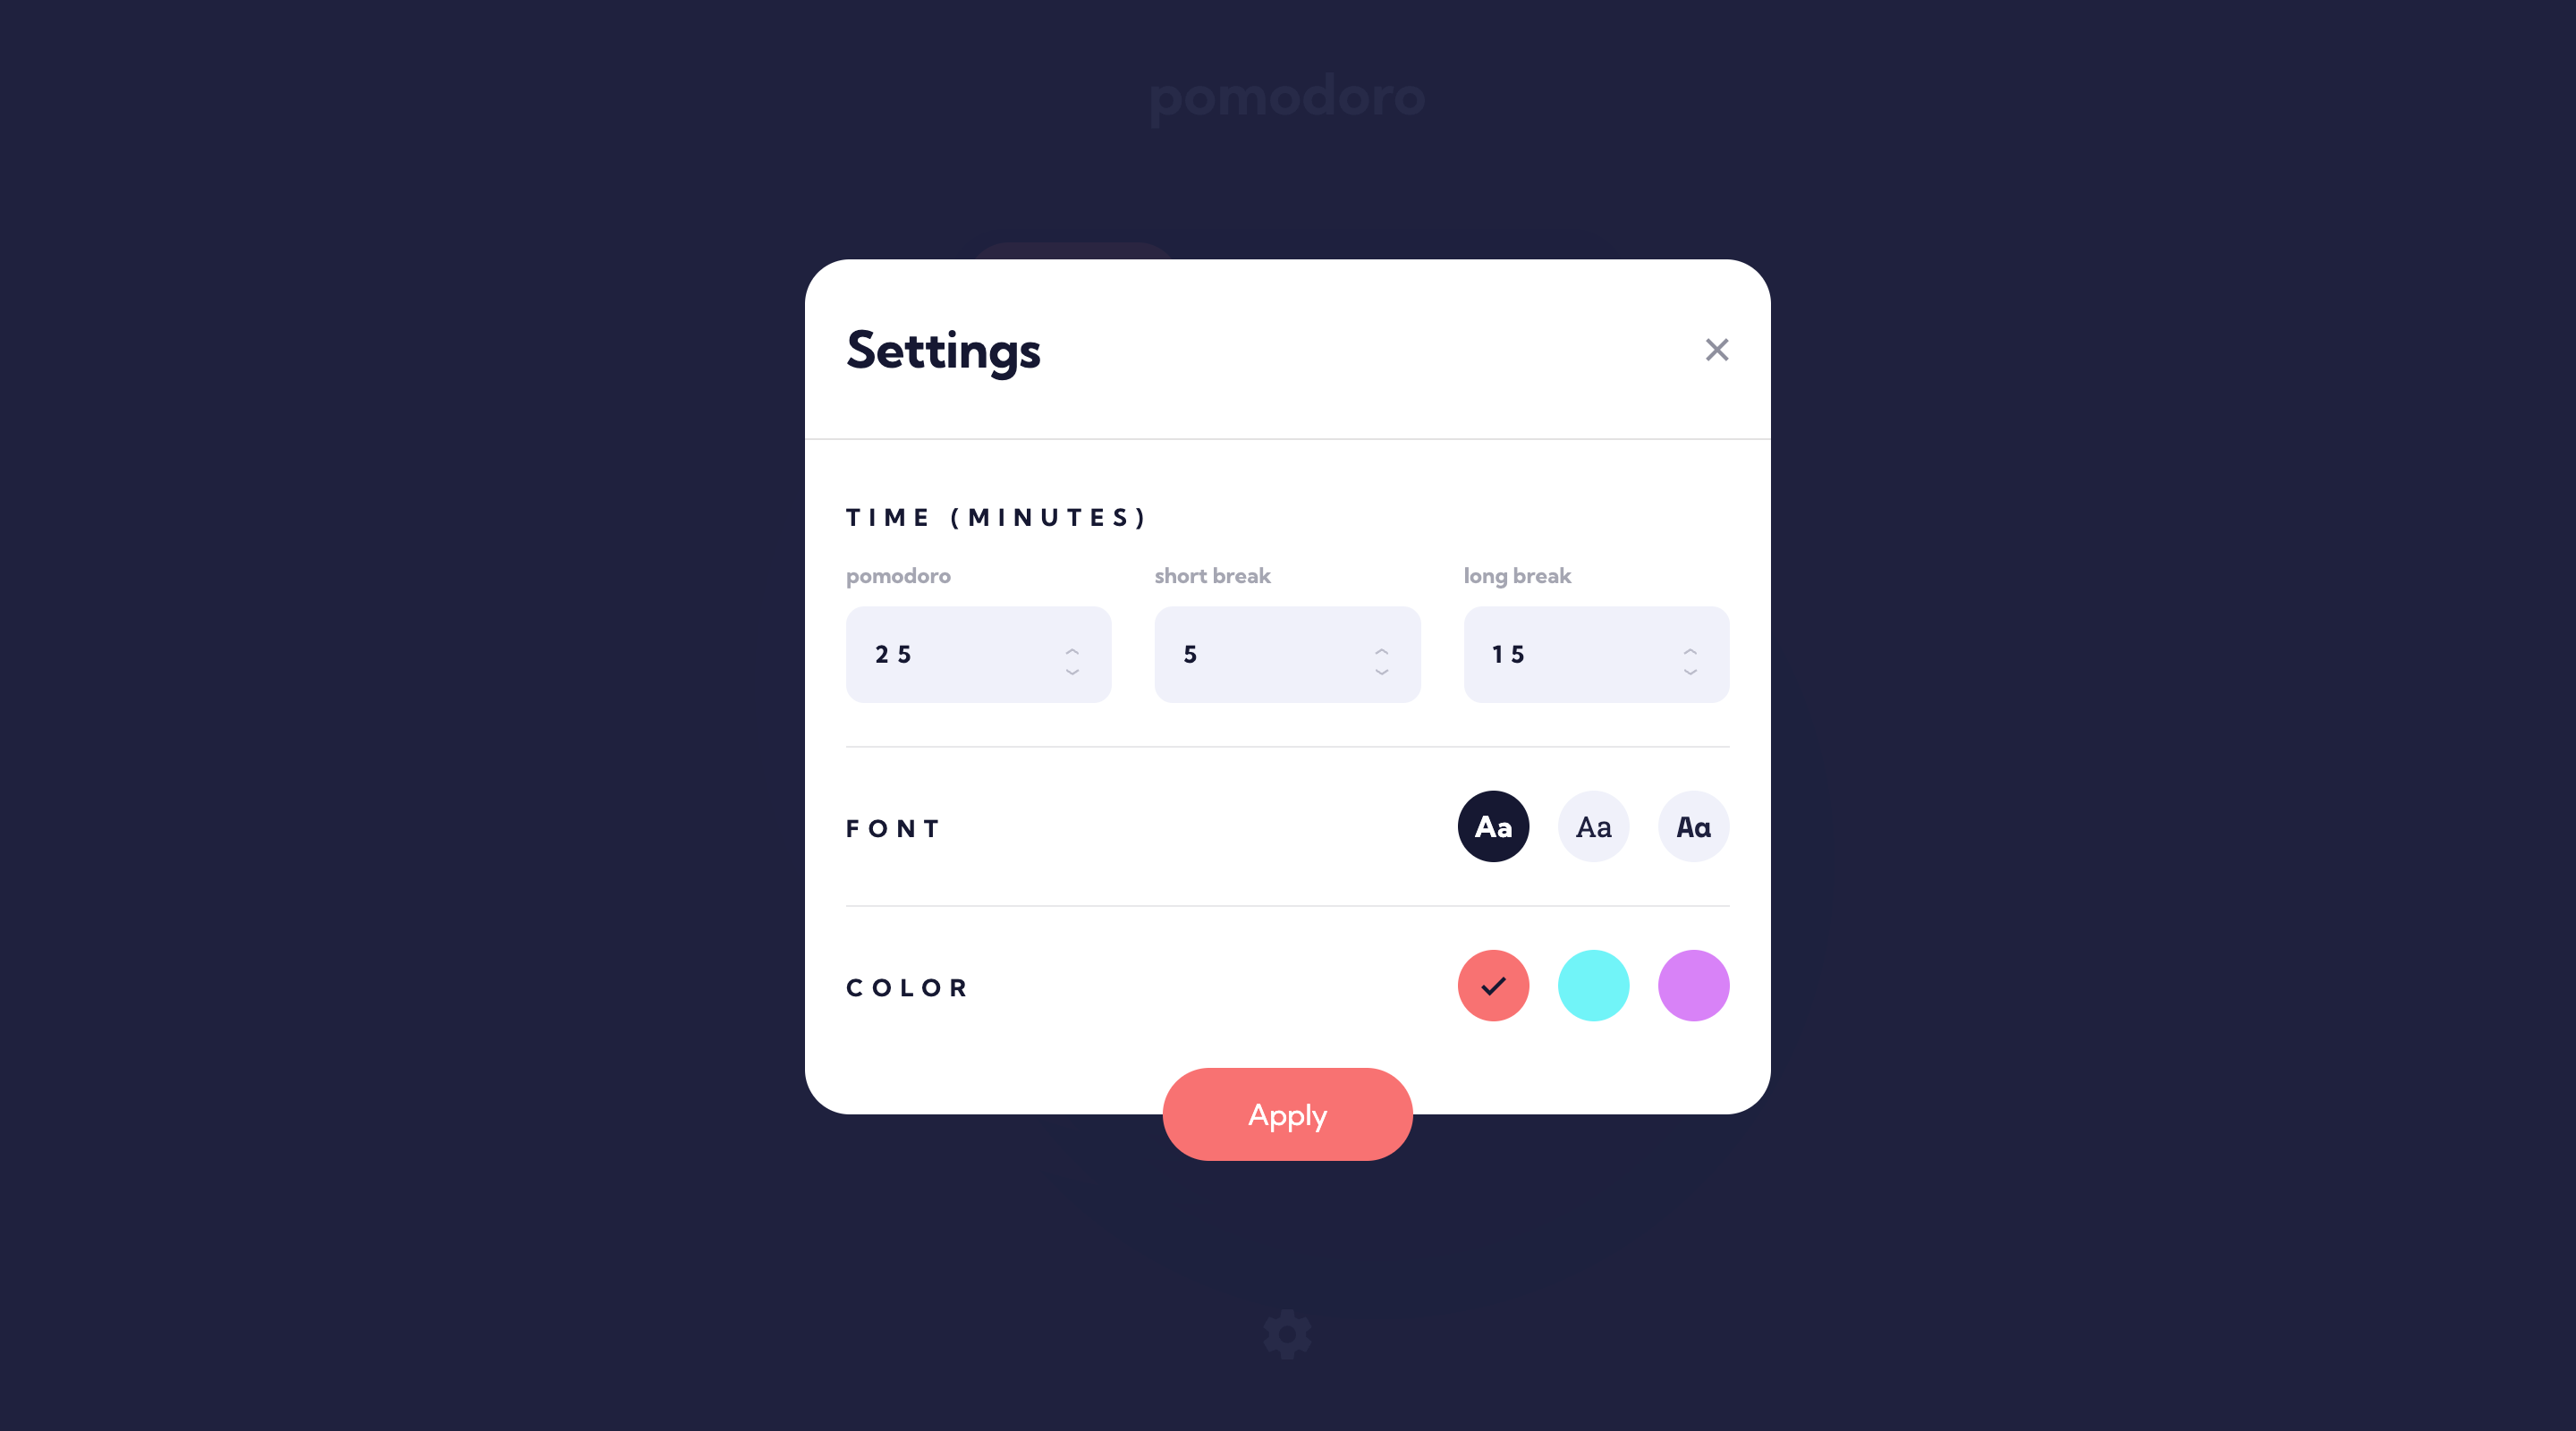 pomodoro
Settings
TIME (MINUTES)
pomodoro short break long break
25 5 15
FONT Aa Aa Aa
COLOR
Apply